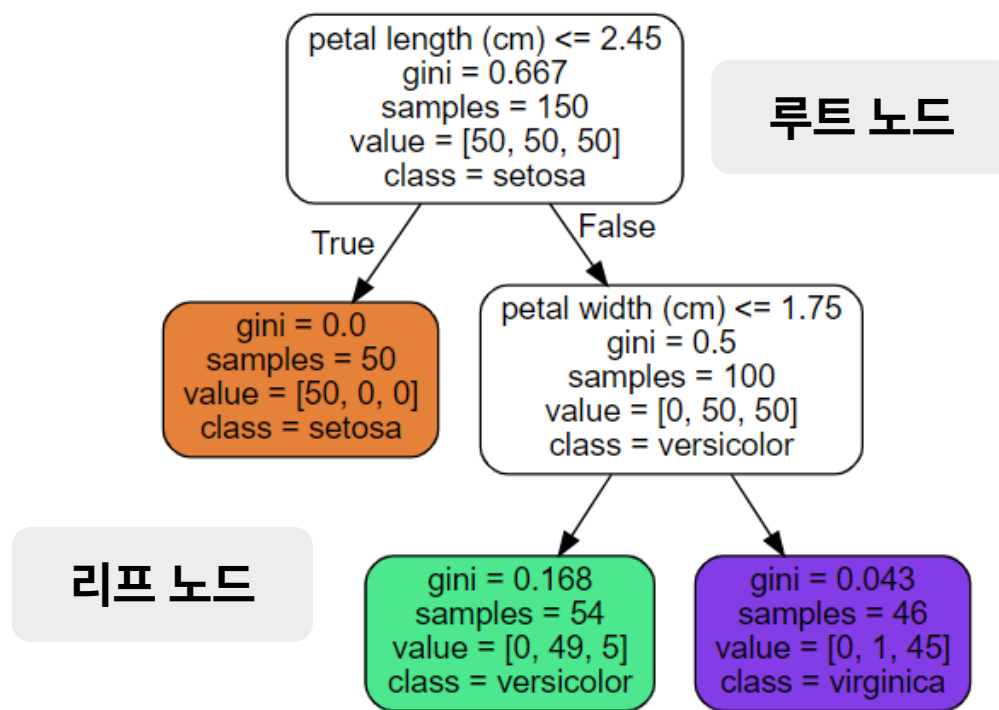 petal length (cm) <= 2.45
gini = 0.667
samples = 150
value = [50, 50, 50]
class = setosa
루트 노드
True
False
gini = 0.0
samples = 50
value = [50, 0, 0]
class = setosa
petal width (cm) <= 1.75
gini = 0.5
samples = 100
value = [0, 50, 50]
class = versicolor
리프 노드
gini = 0.168
samples = 54
value = [0, 49, 5]
class = versicolor
gini = 0.043
samples = 46
value = [0, 1, 45]
class = virginica